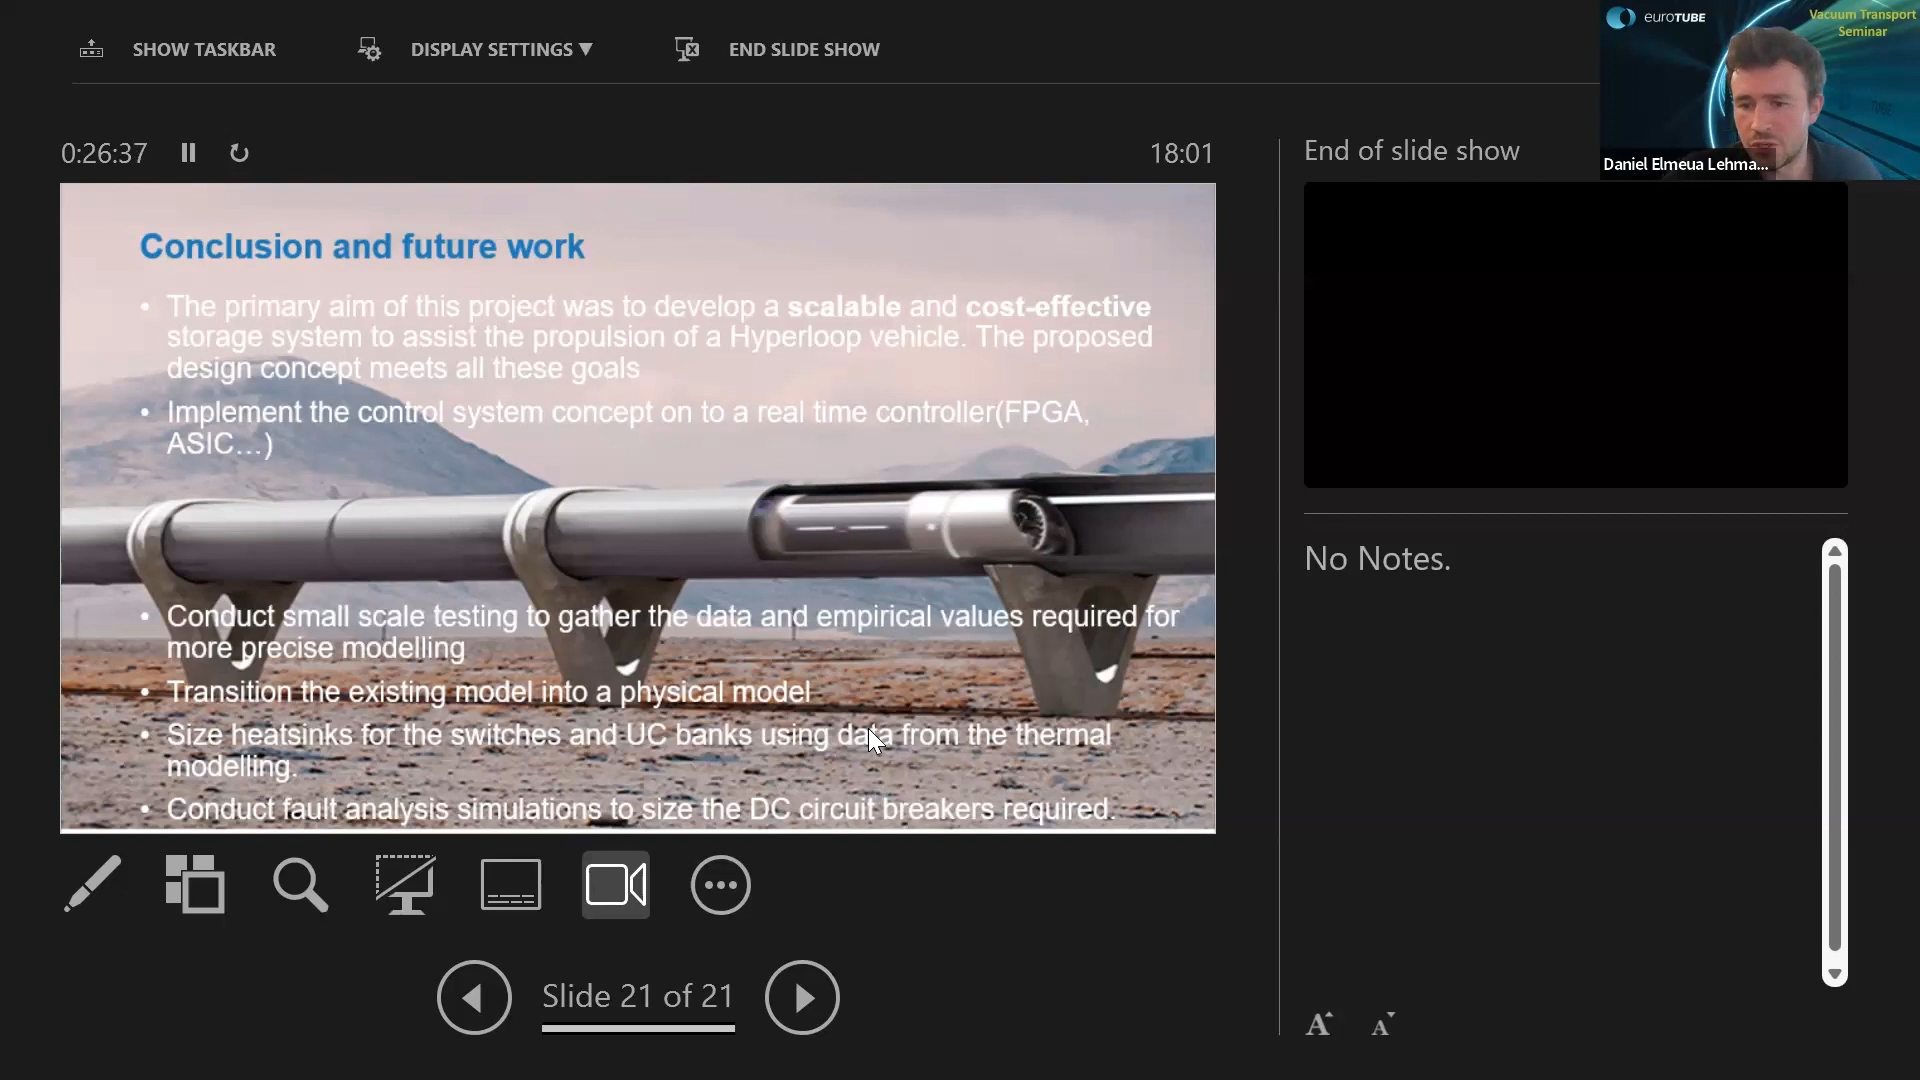 SHOW TASKBAR
DISPLAY SETTINGS ▼
END SLIDE SHOW
euroTUBE
Vacuum Transport
Seminar
Daniel Elmeua Lehma...
0:26:37
18:01
End of slide show
Conclusion and future work
• The primary aim of this project was to develop a scalable and cost-effective
storage system to assist the propulsion of a Hyperloop vehicle. The proposed
design concept meets all these goals
• Implement the control system concept on to a real time controller(FPGA,
ASIC…)
• Conduct small scale testing to gather the data and empirical values required for
more precise modelling
• Transition the existing model into a physical model
• Size heatsinks for the switches and UC banks using data from the thermal
modelling.
• Conduct fault analysis simulations to size the DC circuit breakers required.
No Notes.
Slide 21 of 21
A A